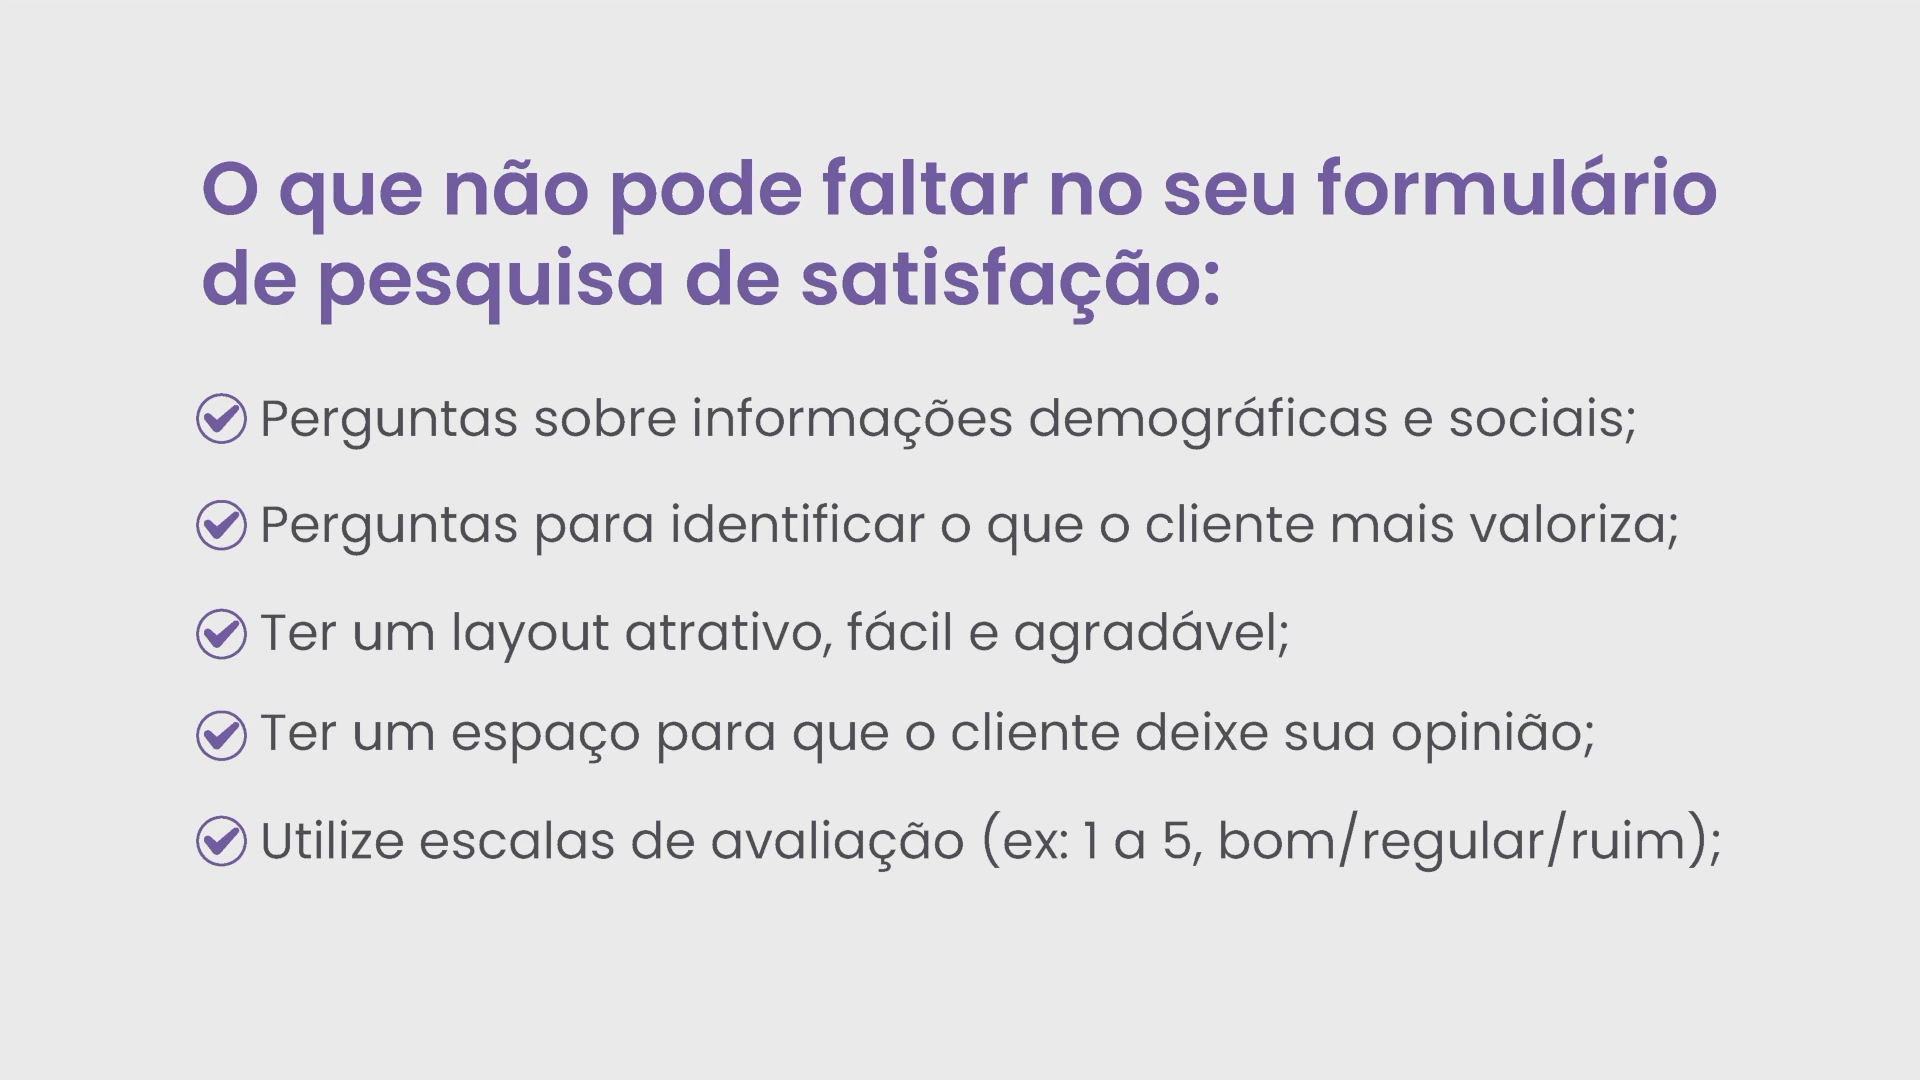 O que não pode faltar no seu formulário
de pesquisa de satisfação:
Perguntas sobre informações demográficas e sociais;
Perguntas para identificar o que o cliente mais valoriza;
Ter um layout atrativo, fácil e agradável;
Ter um espaço para que o cliente deixe sua opinião;
Utilize escalas de avaliação (ex: 1 a 5, bom/regular/ruim);